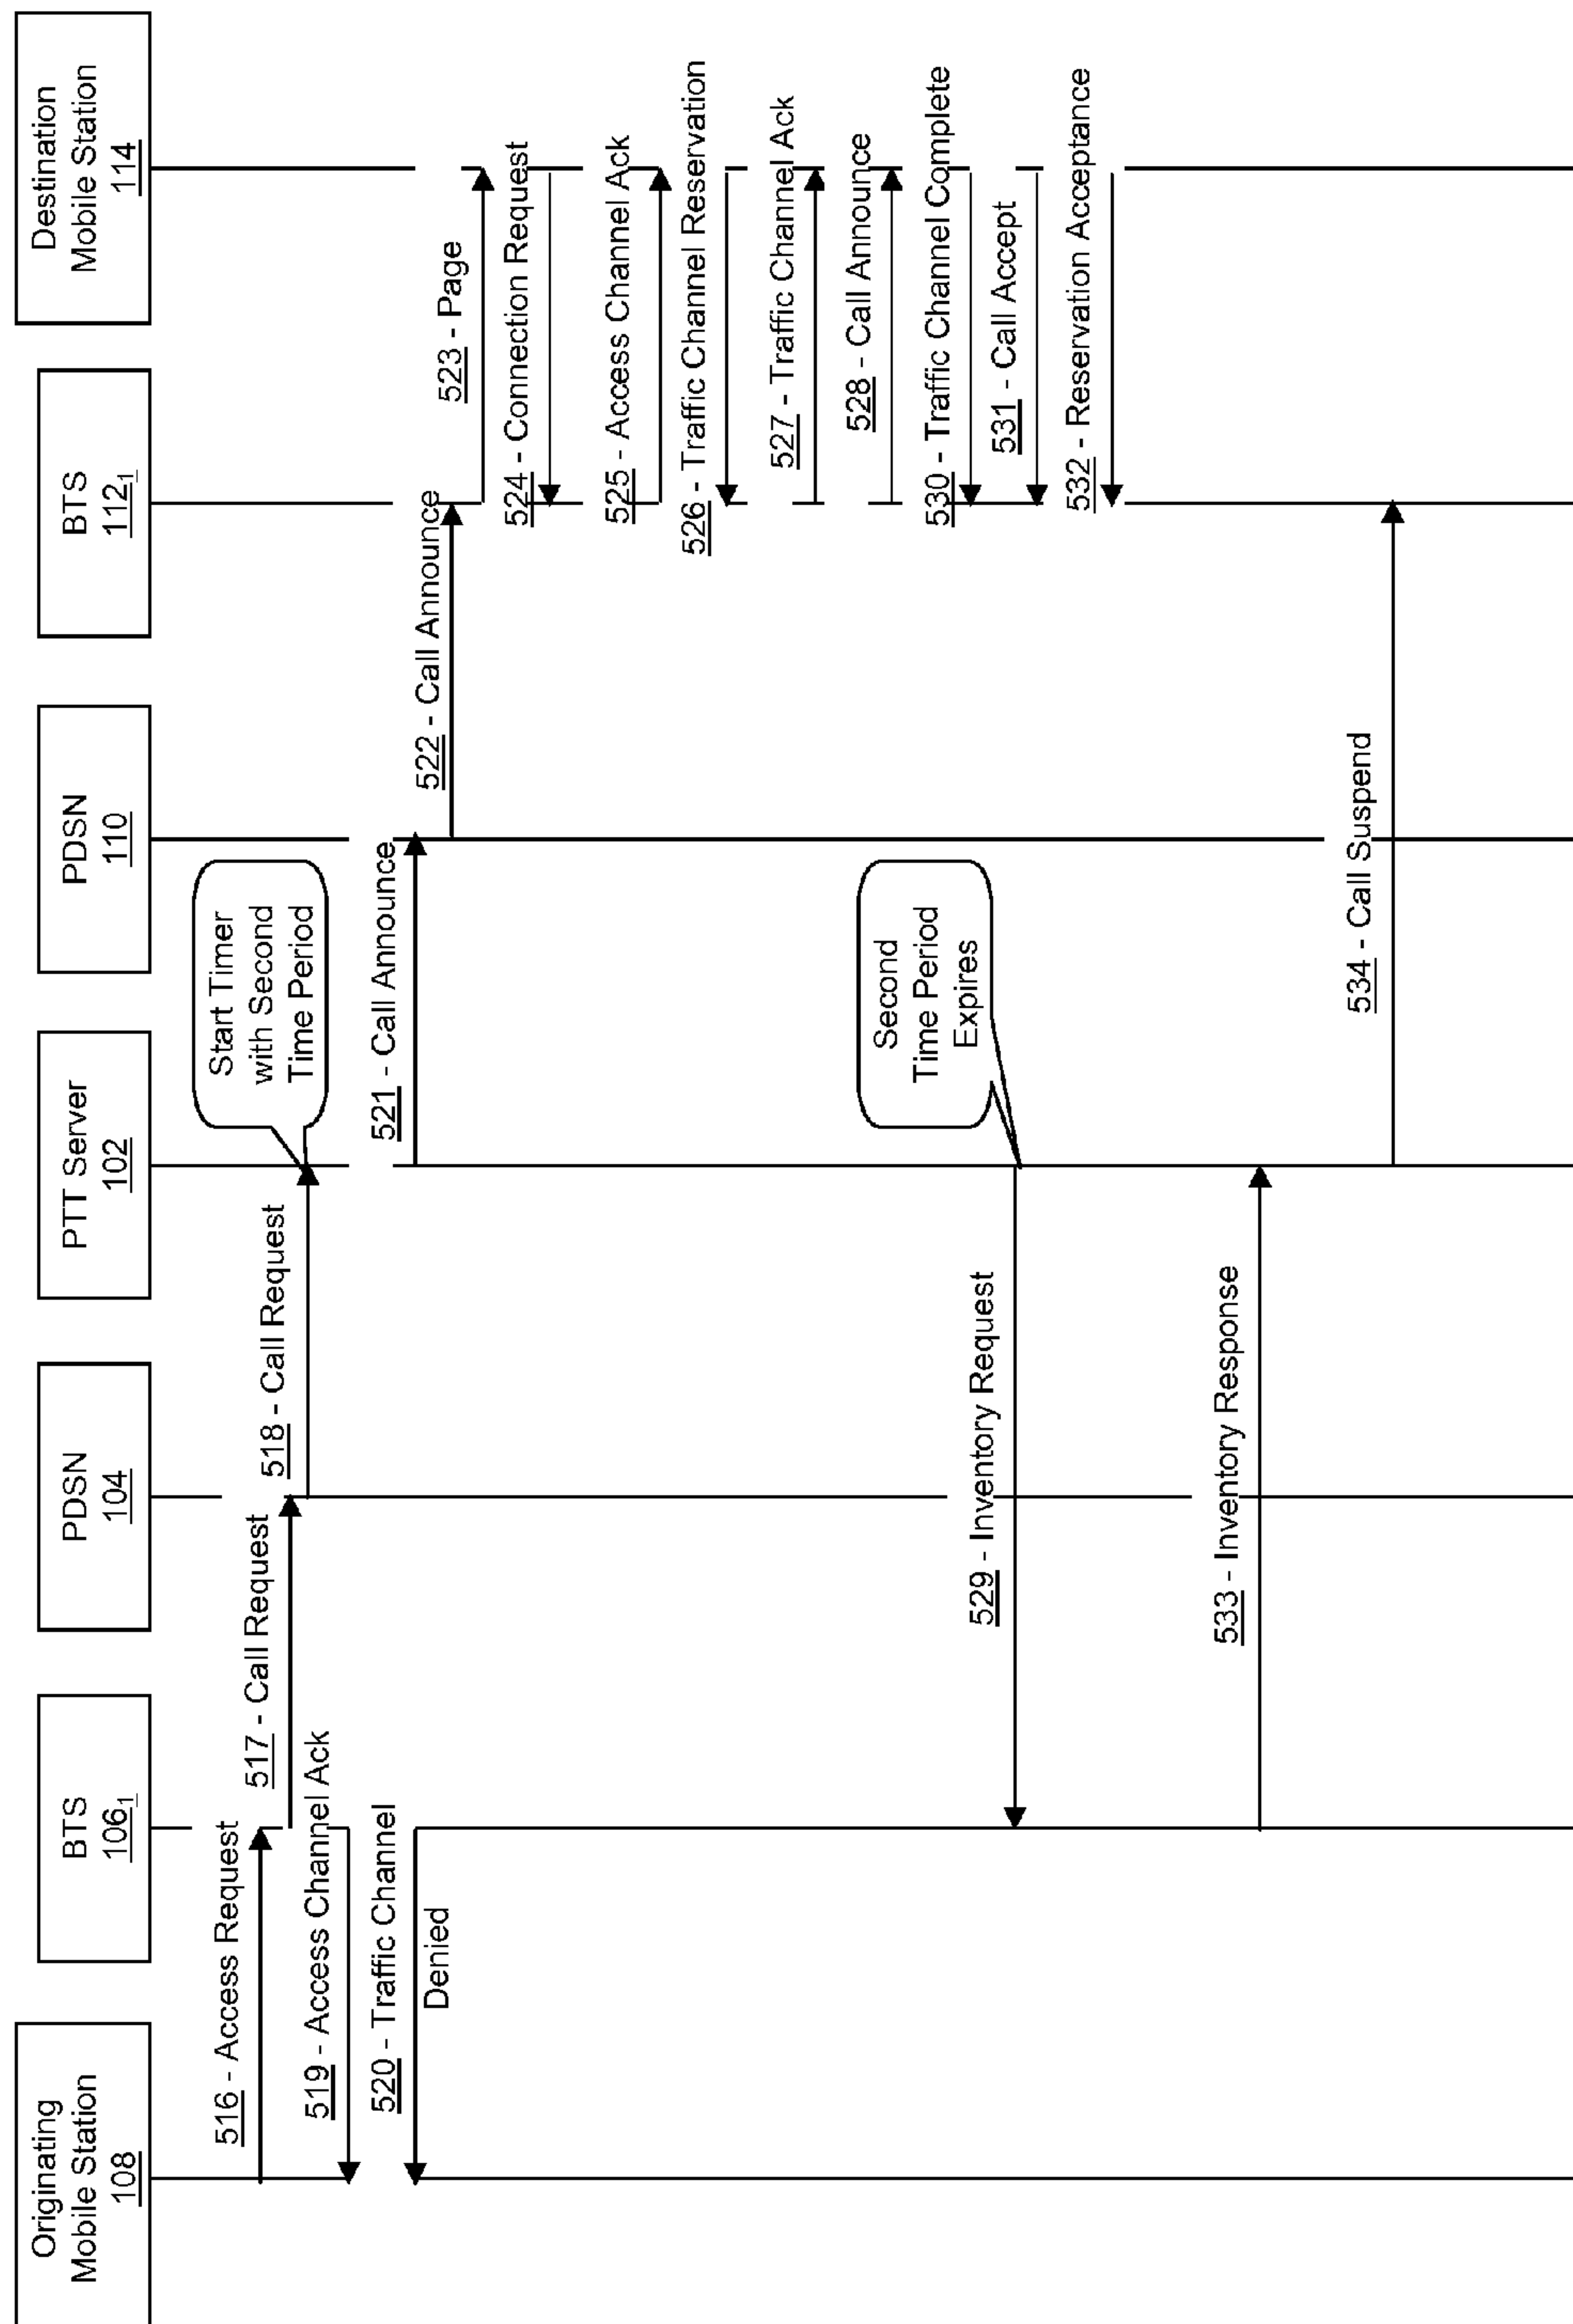 Originating
Mobile Station
108
BTS
106₁
PDSN
104
PTT Server
102
PDSN
110
BTS
112₁
Destination
Mobile Station
114
516 - Access Request
517 - Call Request
518 - Call Request
Start Timer
with Second
Time Period
519 - Access Channel Ack
520 - Traffic Channel
Denied
521 - Call Announce
522 - Call Announce
523 - Page
524 - Connection Request
525 - Access Channel Ack
526 - Traffic Channel Reservation
527 - Traffic Channel Ack
528 - Call Announce
Second
Time Period
Expires
529 - Inventory Request
530 - Traffic Channel Complete
531 - Call Accept
532 - Reservation Acceptance
533 - Inventory Response
534 - Call Suspend